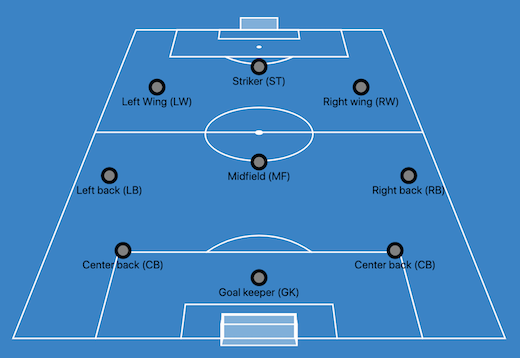 Striker (ST)
Left Wing (LW)
Right wing (RW)
Midfield (MF)
Left back (LB)
Right back (RB)
Center back (CB)
Center back (CB)
Goal keeper (GK)